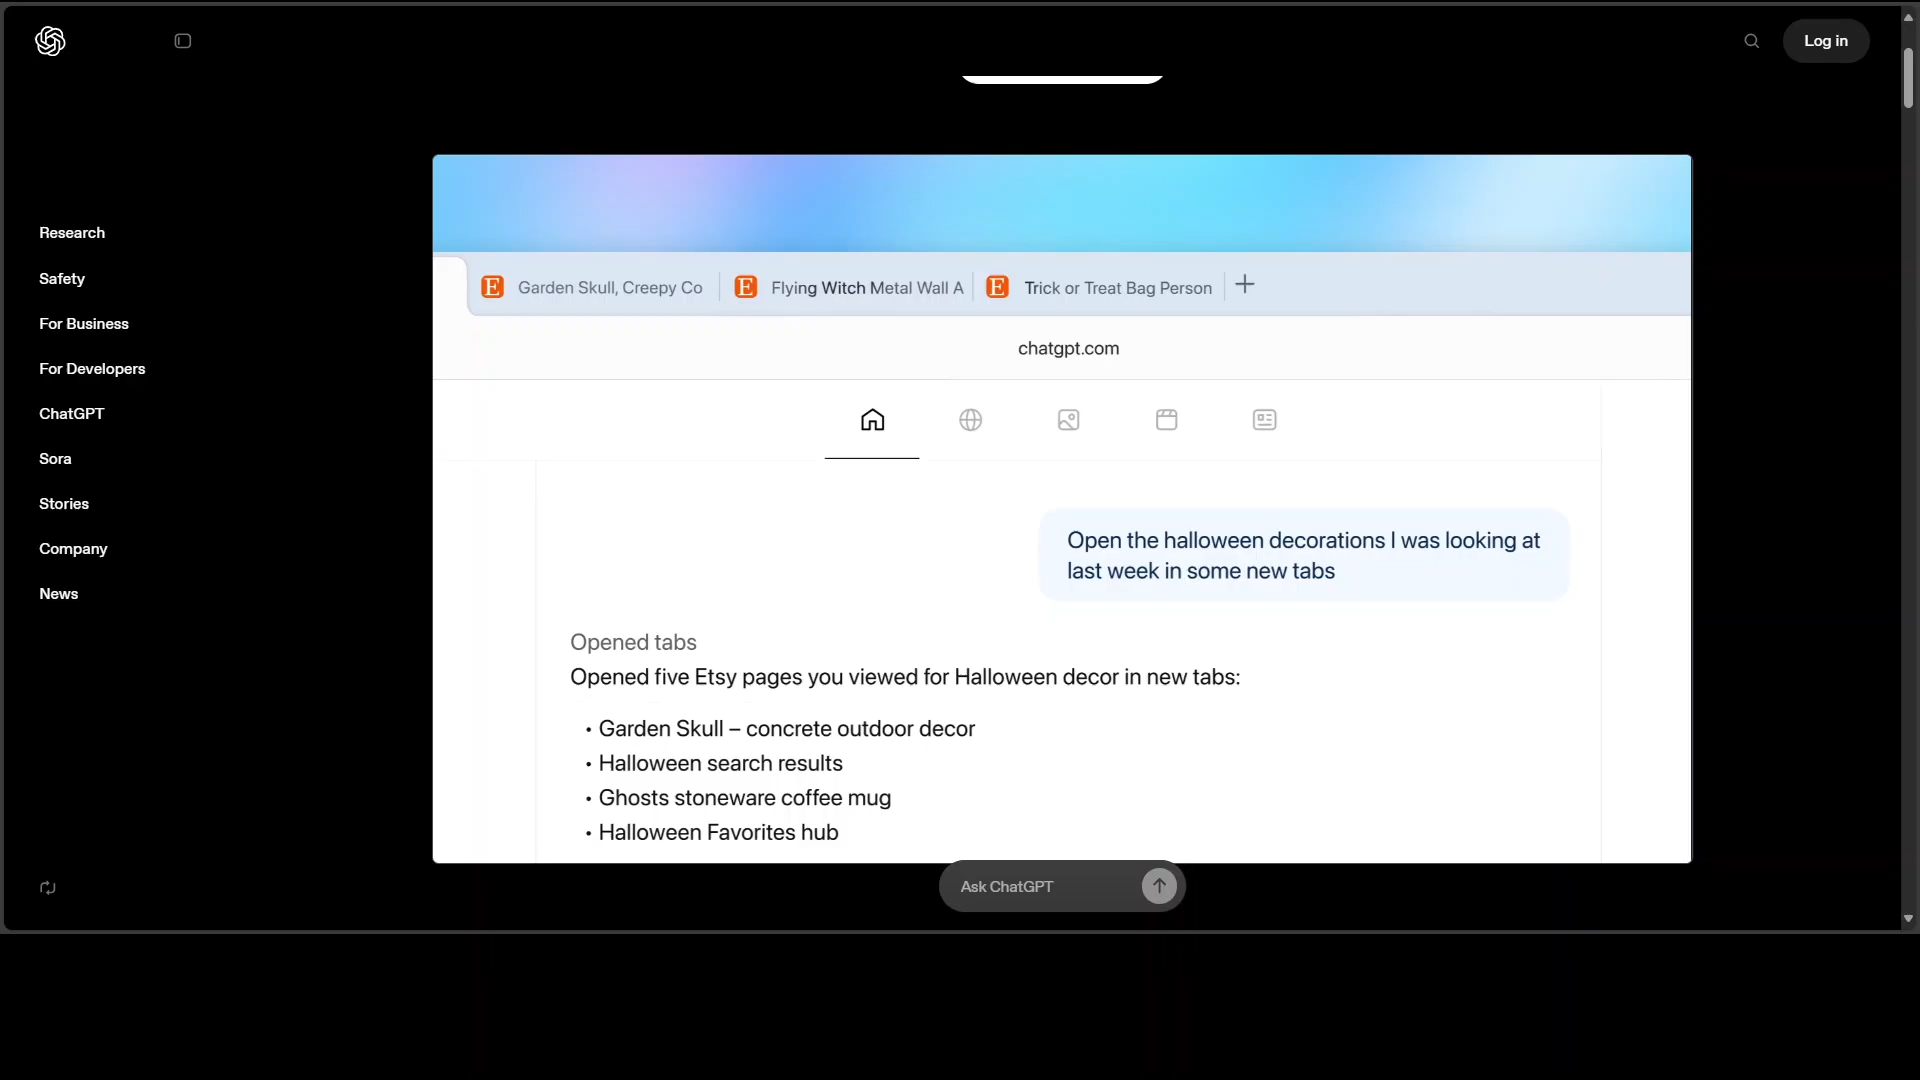 Log in
Research
Safety
For Business
For Developers
ChatGPT
Sora
Stories
Company
News
Garden Skull, Creepy Co
Flying Witch Metal Wall A
Trick or Treat Bag Person
chatgpt.com
Open the halloween decorations I was looking at
last week in some new tabs
Opened tabs
Opened five Etsy pages you viewed for Halloween decor in new tabs:
• Garden Skull – concrete outdoor decor
• Halloween search results
• Ghosts stoneware coffee mug
• Halloween Favorites hub
Ask ChatGPT